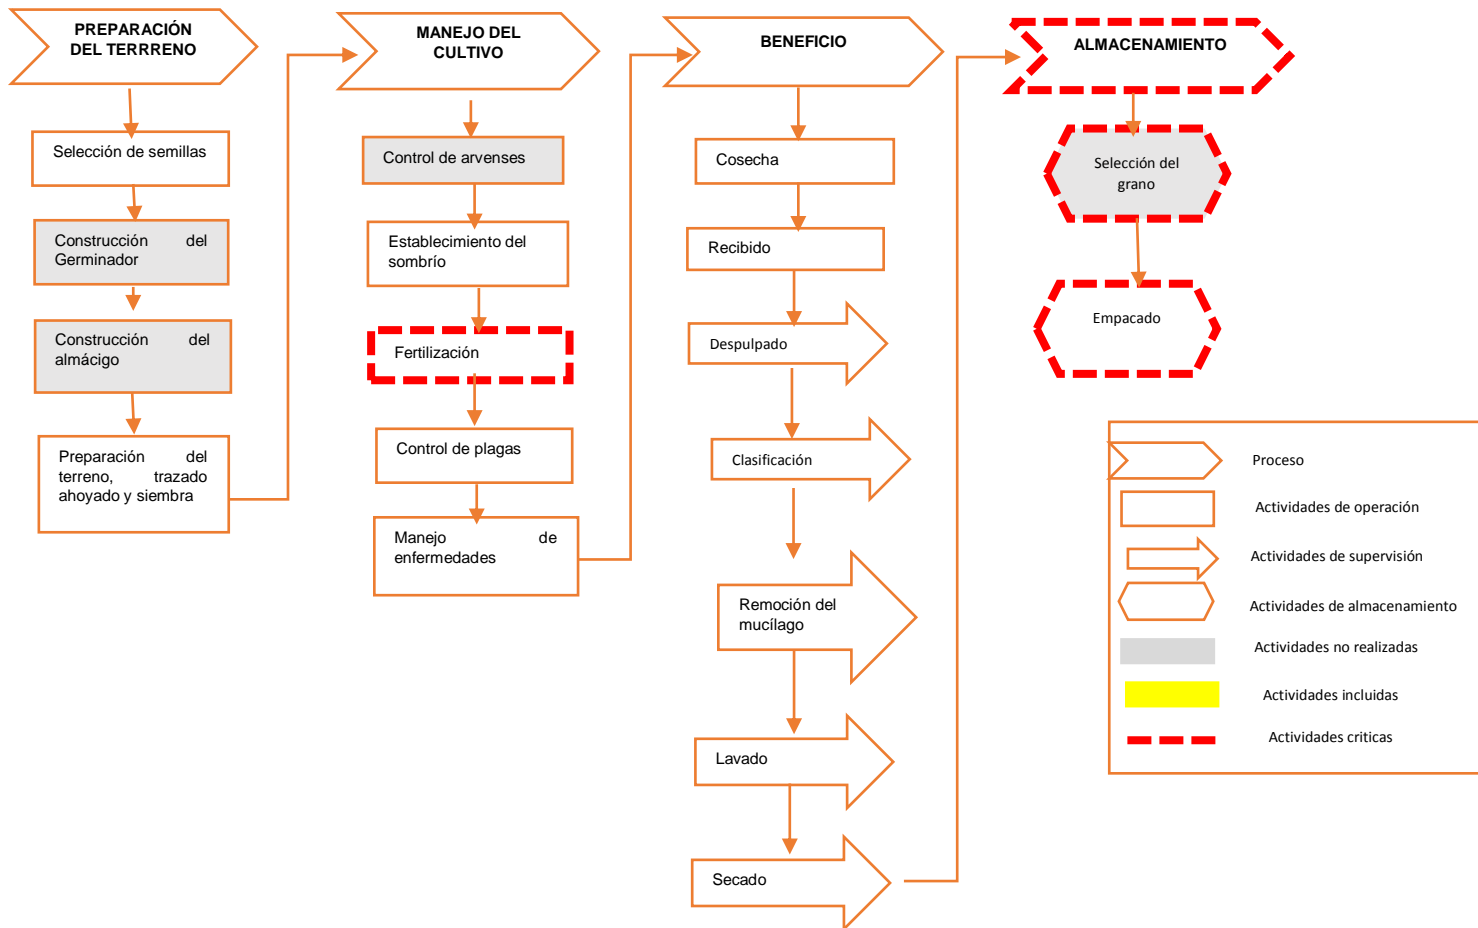 PREPARACIÓN
DEL TERRRENO
Selección de semillas
Construcción del
Germinador
Construcción del
almácigo
Preparación del
terreno, trazado
ahoyado y siembra
MANEJO DEL
CULTIVO
Control de arvenses
Establecimiento del
sombrío
Fertilización
Control de plagas
Manejo de
enfermedades
BENEFICIO
Cosecha
Recibido
Despulpado
Clasificación
Remoción del
mucílago
Lavado
Secado
ALMACENAMIENTO
Selección del
grano
Empacado
Proceso
Actividades de operación
Actividades de supervisión
Actividades de almacenamiento
Actividades no realizadas
Actividades incluidas
Actividades criticas